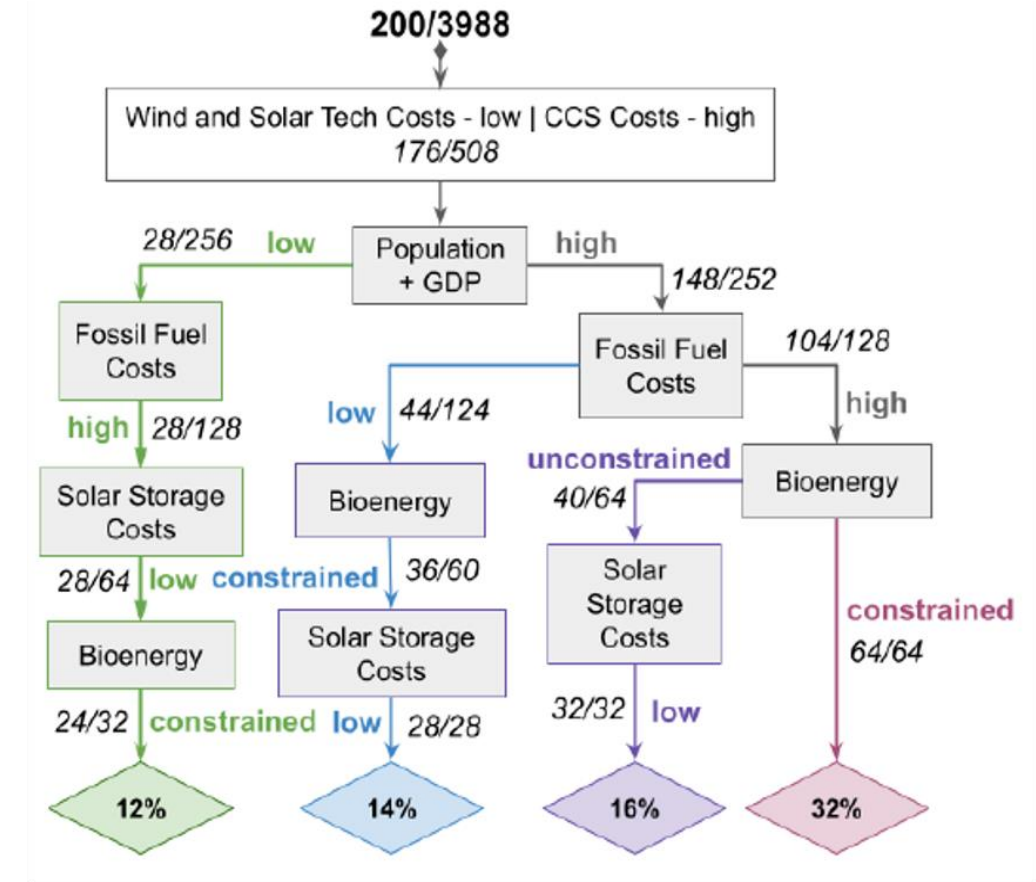 200/3988
Wind and Solar Tech Costs - low | CCS Costs - high
176/508
28/256
low
Population
+ GDP
high
148/252
Fossil Fuel
Costs
Fossil Fuel
Costs
104/128
low
44/124
high
high
28/128
unconstrained
40/64
Bioenergy
Solar Storage
Costs
Bioenergy
Solar
Storage
Costs
28/64
low
constrained
36/60
constrained
64/64
Bioenergy
Solar Storage
Costs
24/32
constrained
low
28/28
32/32
low
12%
14%
16%
32%